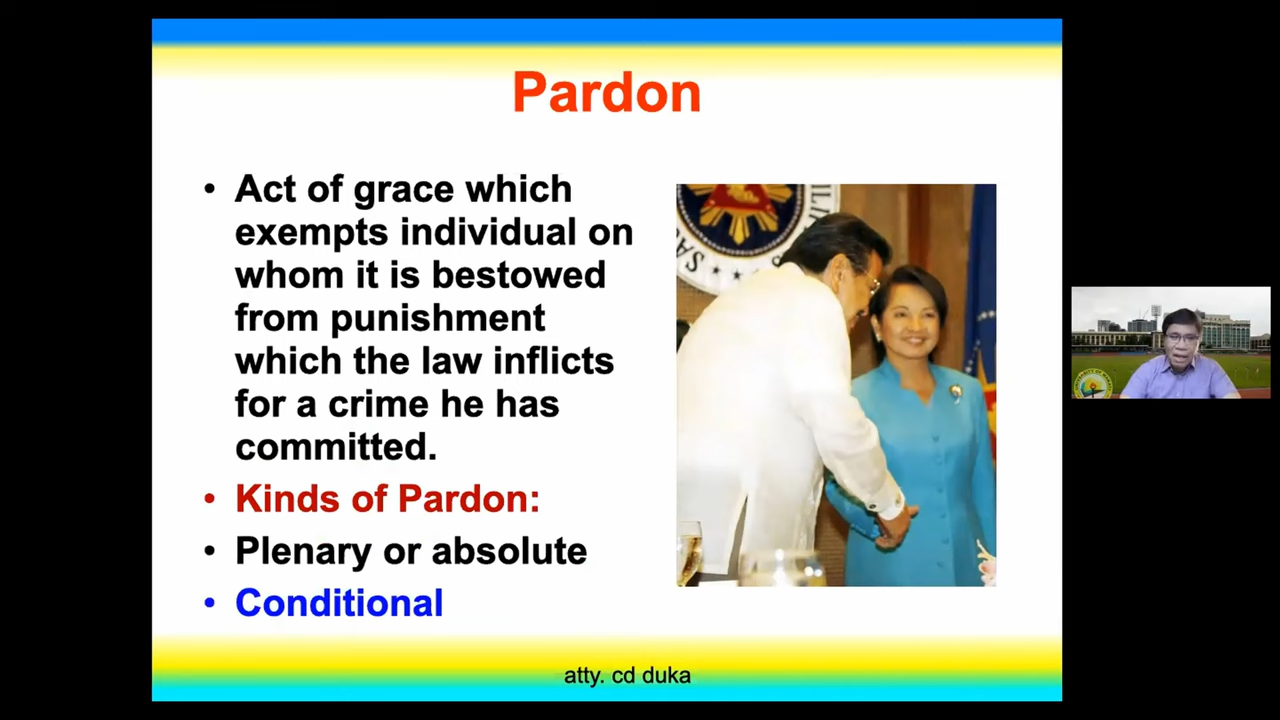 Pardon
• Act of grace which
exempts individual on
whom it is bestowed
from punishment
which the law inflicts
for a crime he has
committed.
• Kinds of Pardon:
• Plenary or absolute
• Conditional
atty. cd duka